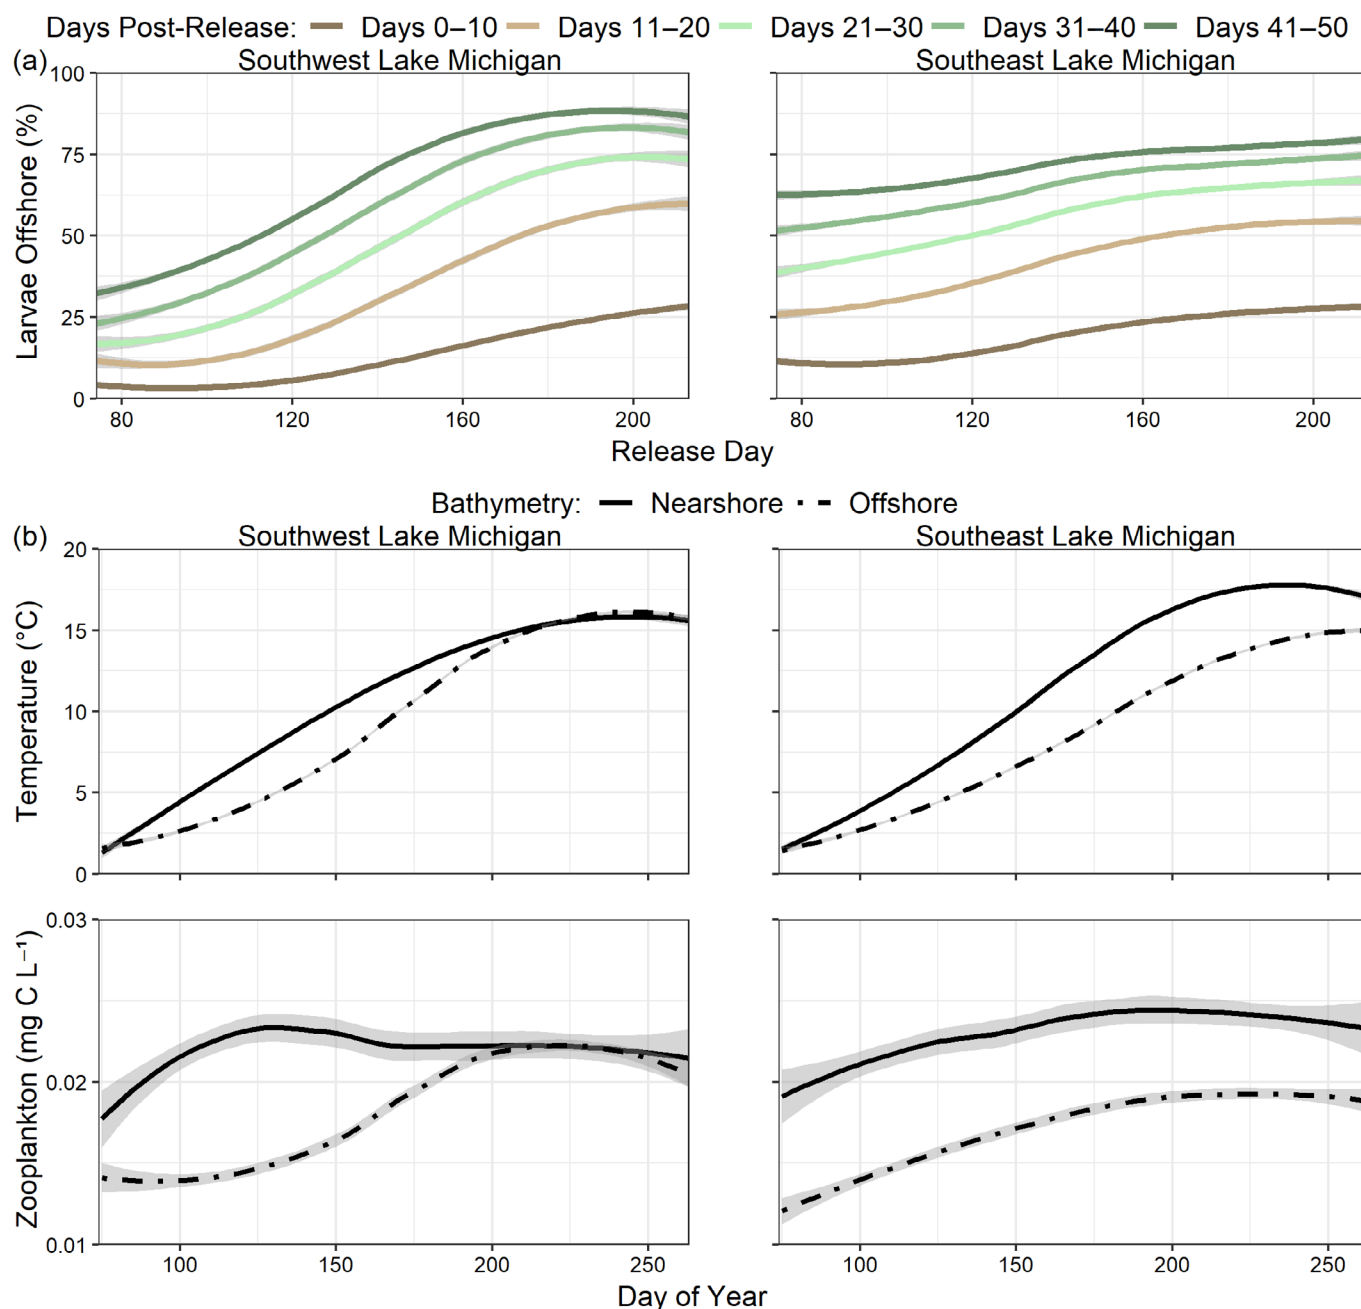 Days Post-Release: Days 0–10 Days 11–20 Days 21–30 Days 31–40 Days 41–50
(a) Southwest Lake Michigan Southeast Lake Michigan
Larvae Offshore (%)
100
75
50
25
0
80 120 160 200 80 120 160 200
Release Day
Bathymetry: Nearshore Offshore
(b) Southwest Lake Michigan Southeast Lake Michigan
Temperature (°C)
20
15
10
5
0
Zooplankton (mg C L⁻¹)
0.03
0.02
0.01
100 150 200 250 100 150 200 250
Day of Year